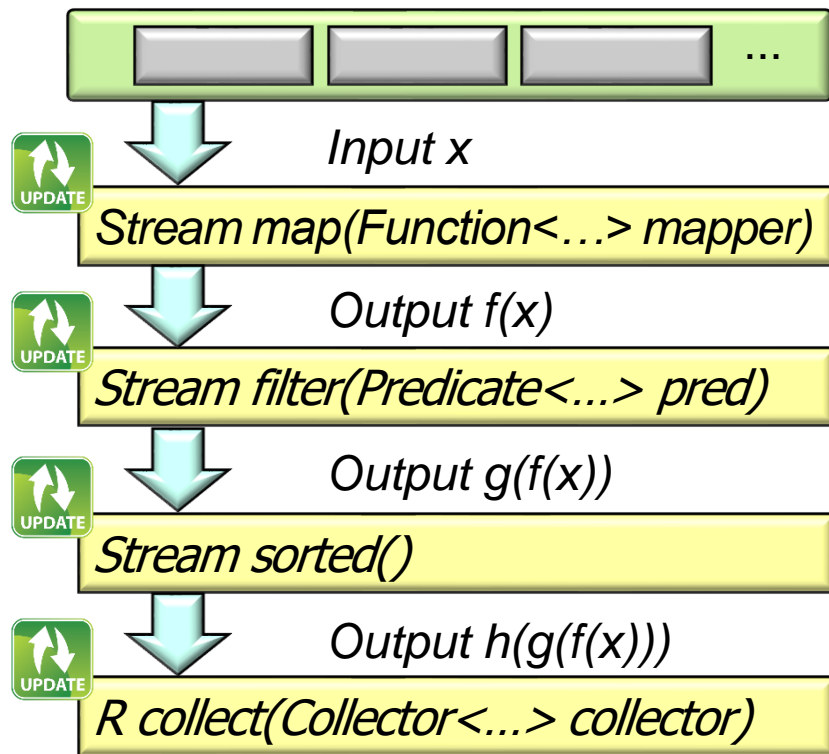 ...
Input x
UPDATE
Stream map(Function<...> mapper)
Output f(x)
UPDATE
Stream filter(Predicate<...> pred)
Output g(f(x))
UPDATE
Stream sorted()
Output h(g(f(x)))
UPDATE
R collect(Collector<...> collector)